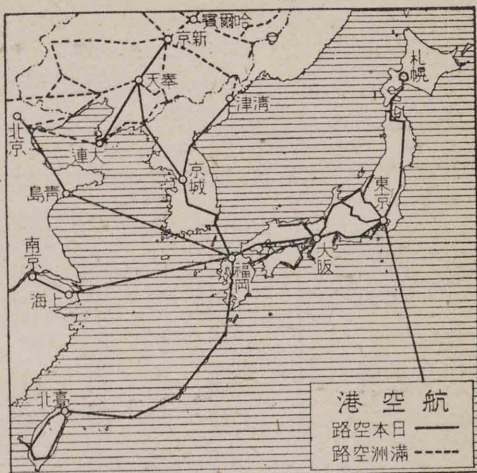 哈爾賓
新京
奉天
淸津
札幌
北京
大連
京城
東京
靑島
大阪
福岡
南京
上海
臺北
航空港
日本空路
滿洲空路